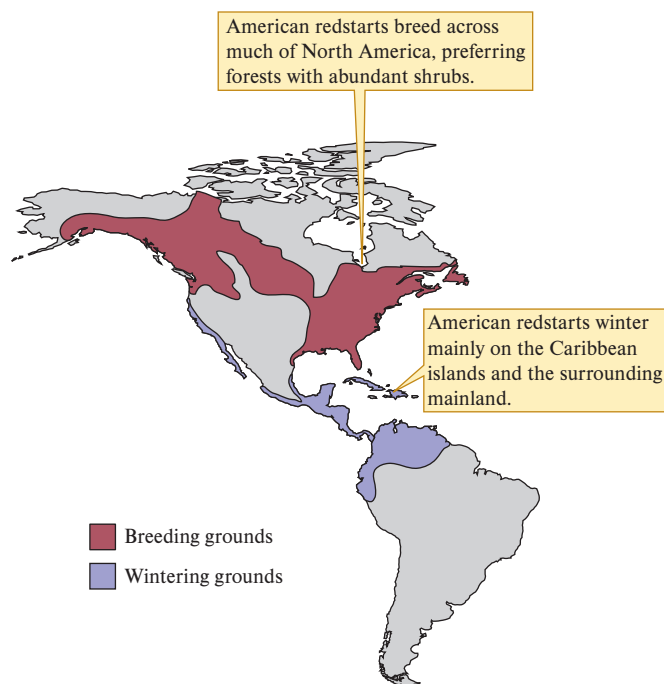 American redstarts breed across
much of North America, preferring
forests with abundant shrubs.
American redstarts winter
mainly on the Caribbean
islands and the surrounding
mainland.
Breeding grounds
Wintering grounds